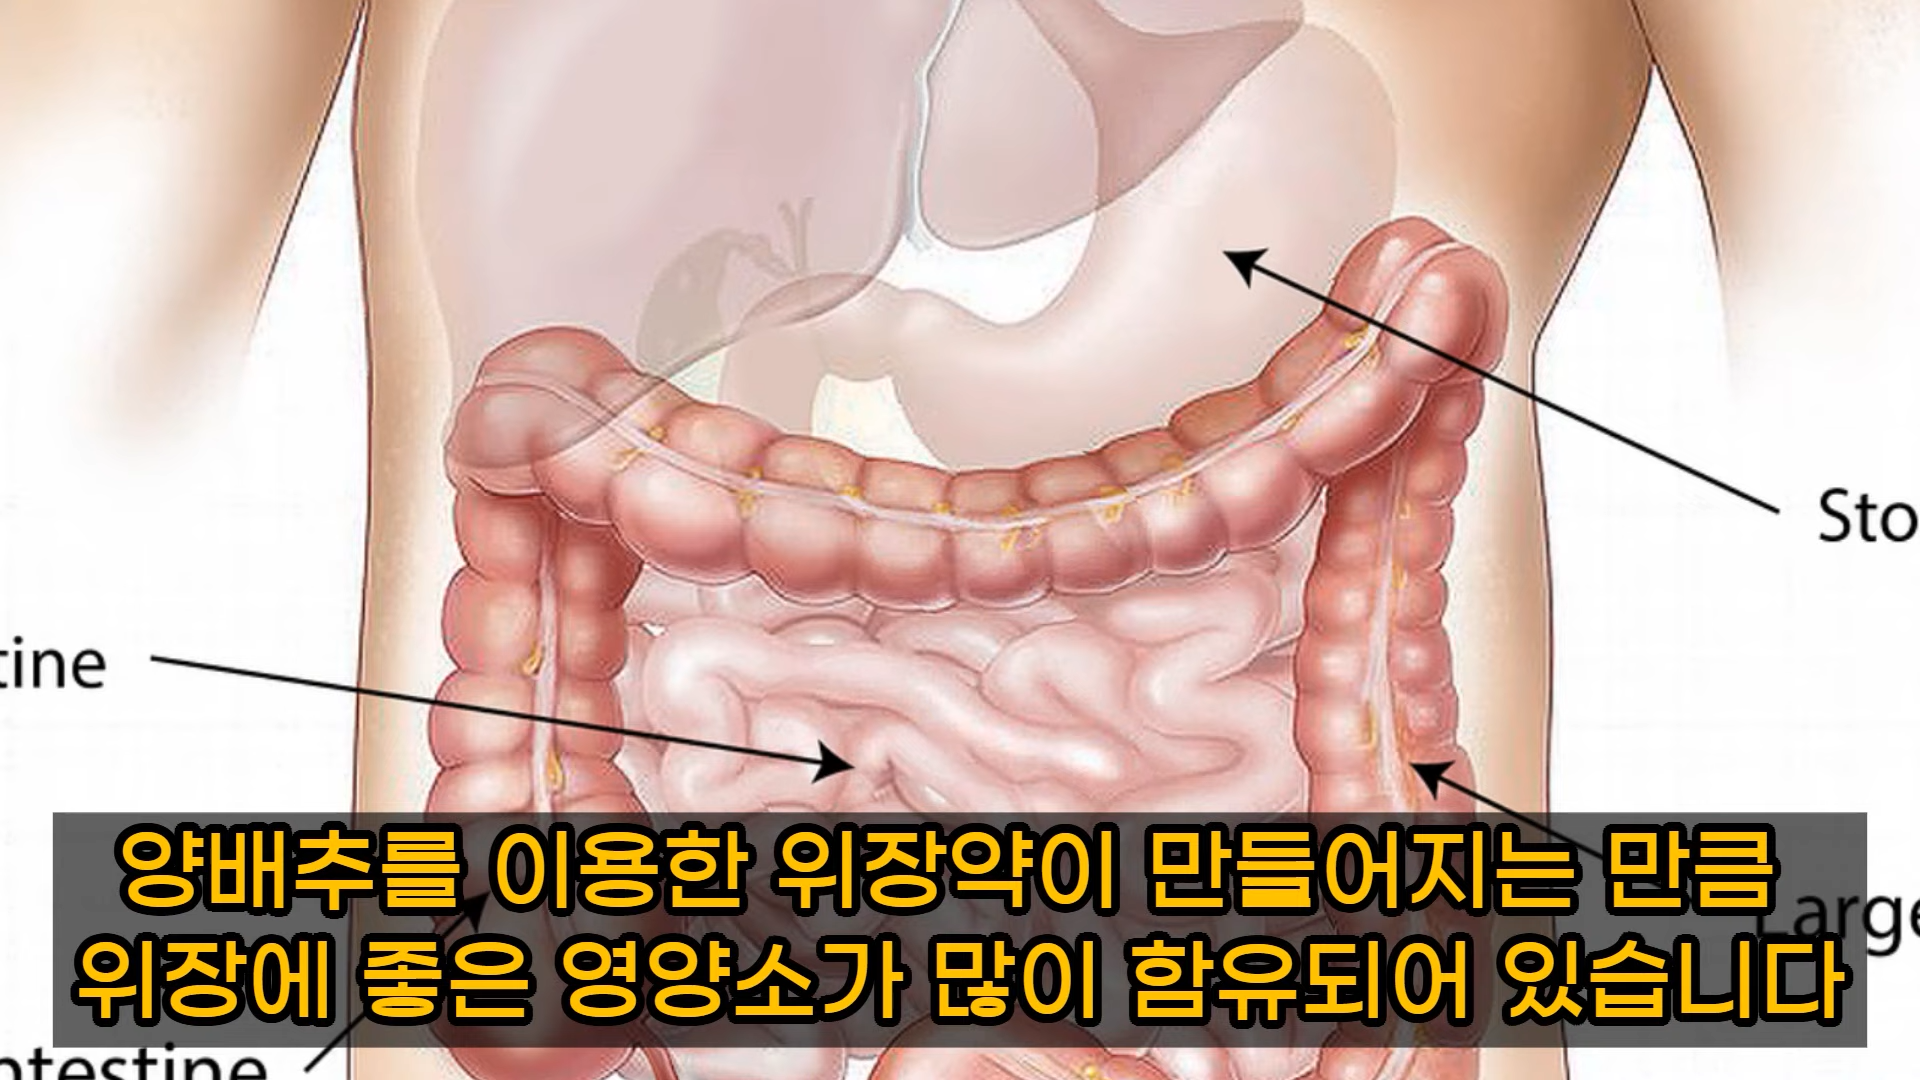 Sto
tine
양배추를 이용한 위장약이 만들어지는 만큼
Large
위장에 좋은 영양소가 많이 함유되어 있습니다
ntestine